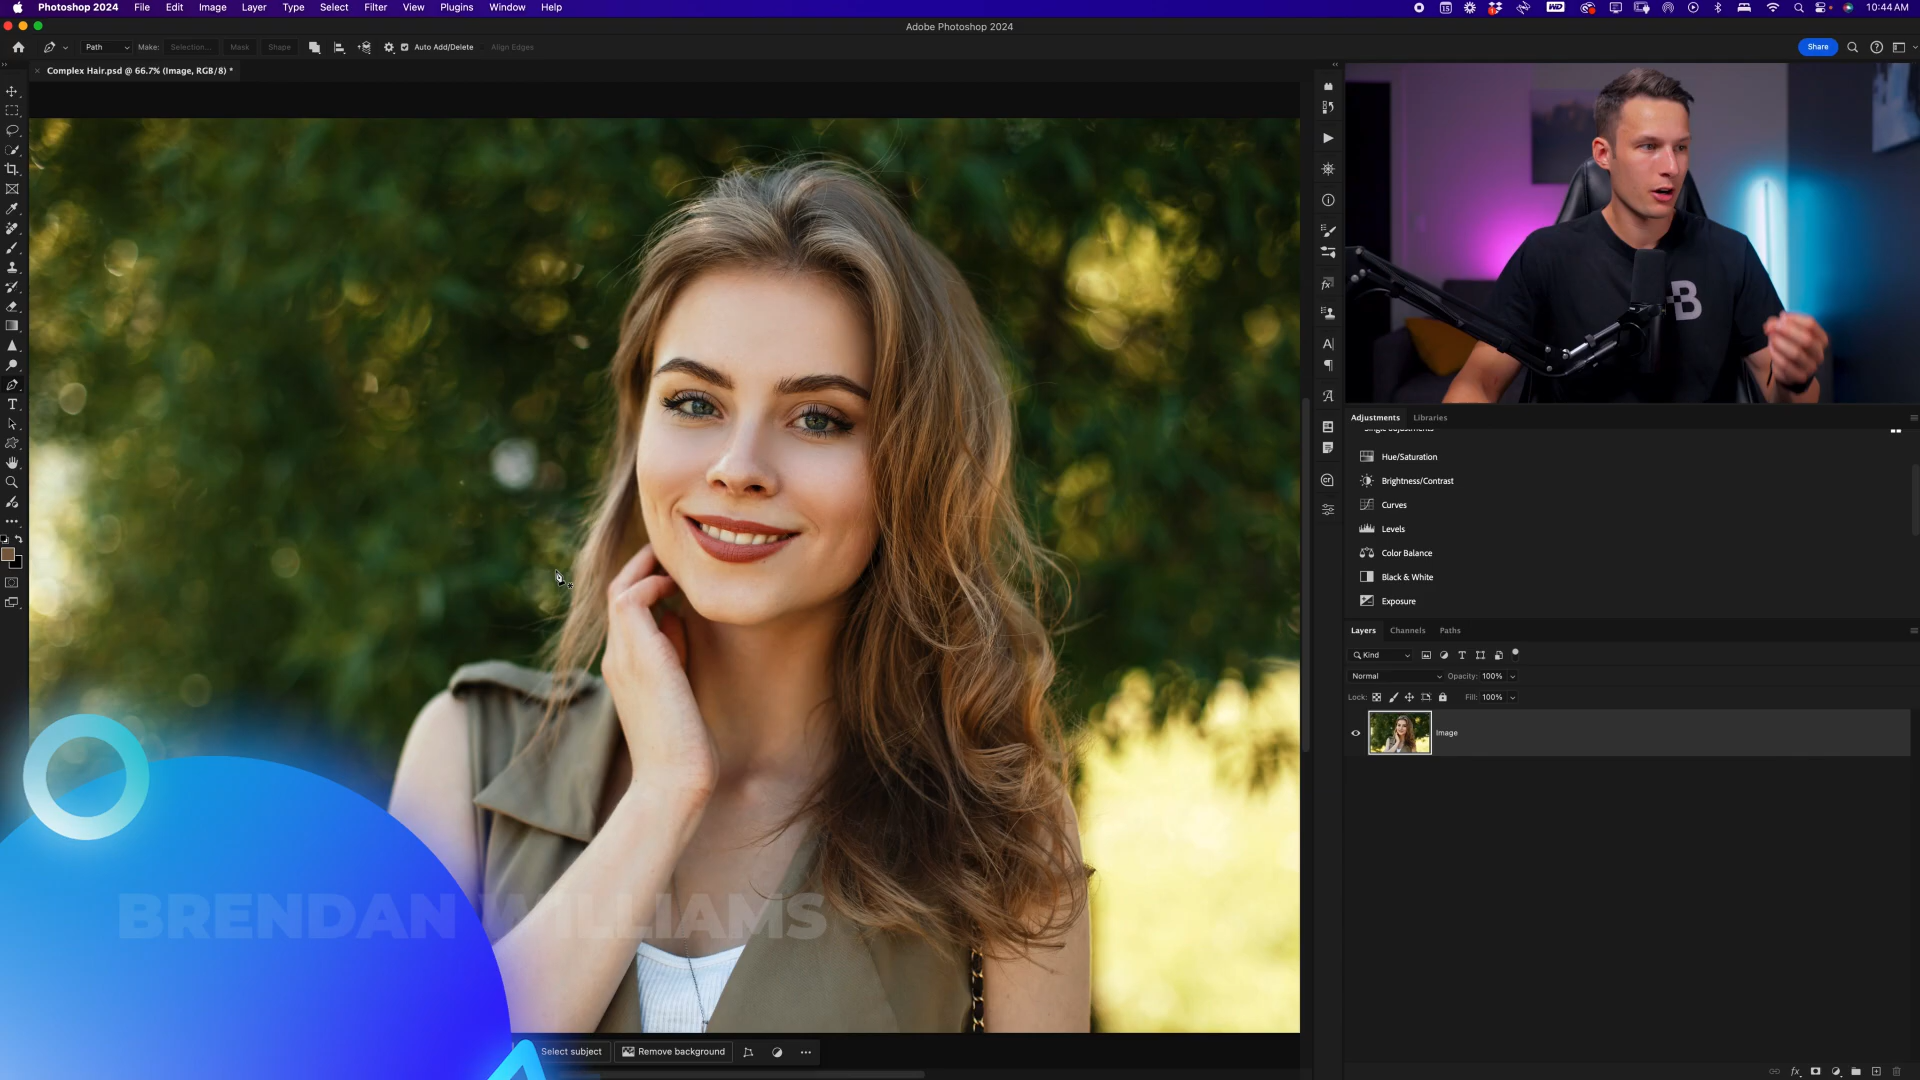 Photoshop 2024 File Edit Image Layer Type Select Filter View Plugins Window Help WD 10:44 AM
Adobe Photoshop 2024
Path Make: Selection... Mask Shape Auto Add/Delete Align Edges Share
Complex Hair.psd @ 66.7% (Image, RGB/8) *
B
Adjustments Libraries
Single adjustments
Hue/Saturation
Brightness/Contrast
Curves
Levels
Color Balance
Black & White
Exposure
Layers Channels Paths
Kind
Normal Opacity: 100%
Lock: Fill: 100%
Image
BRENDAN WILLIAMS
Select subject Remove background